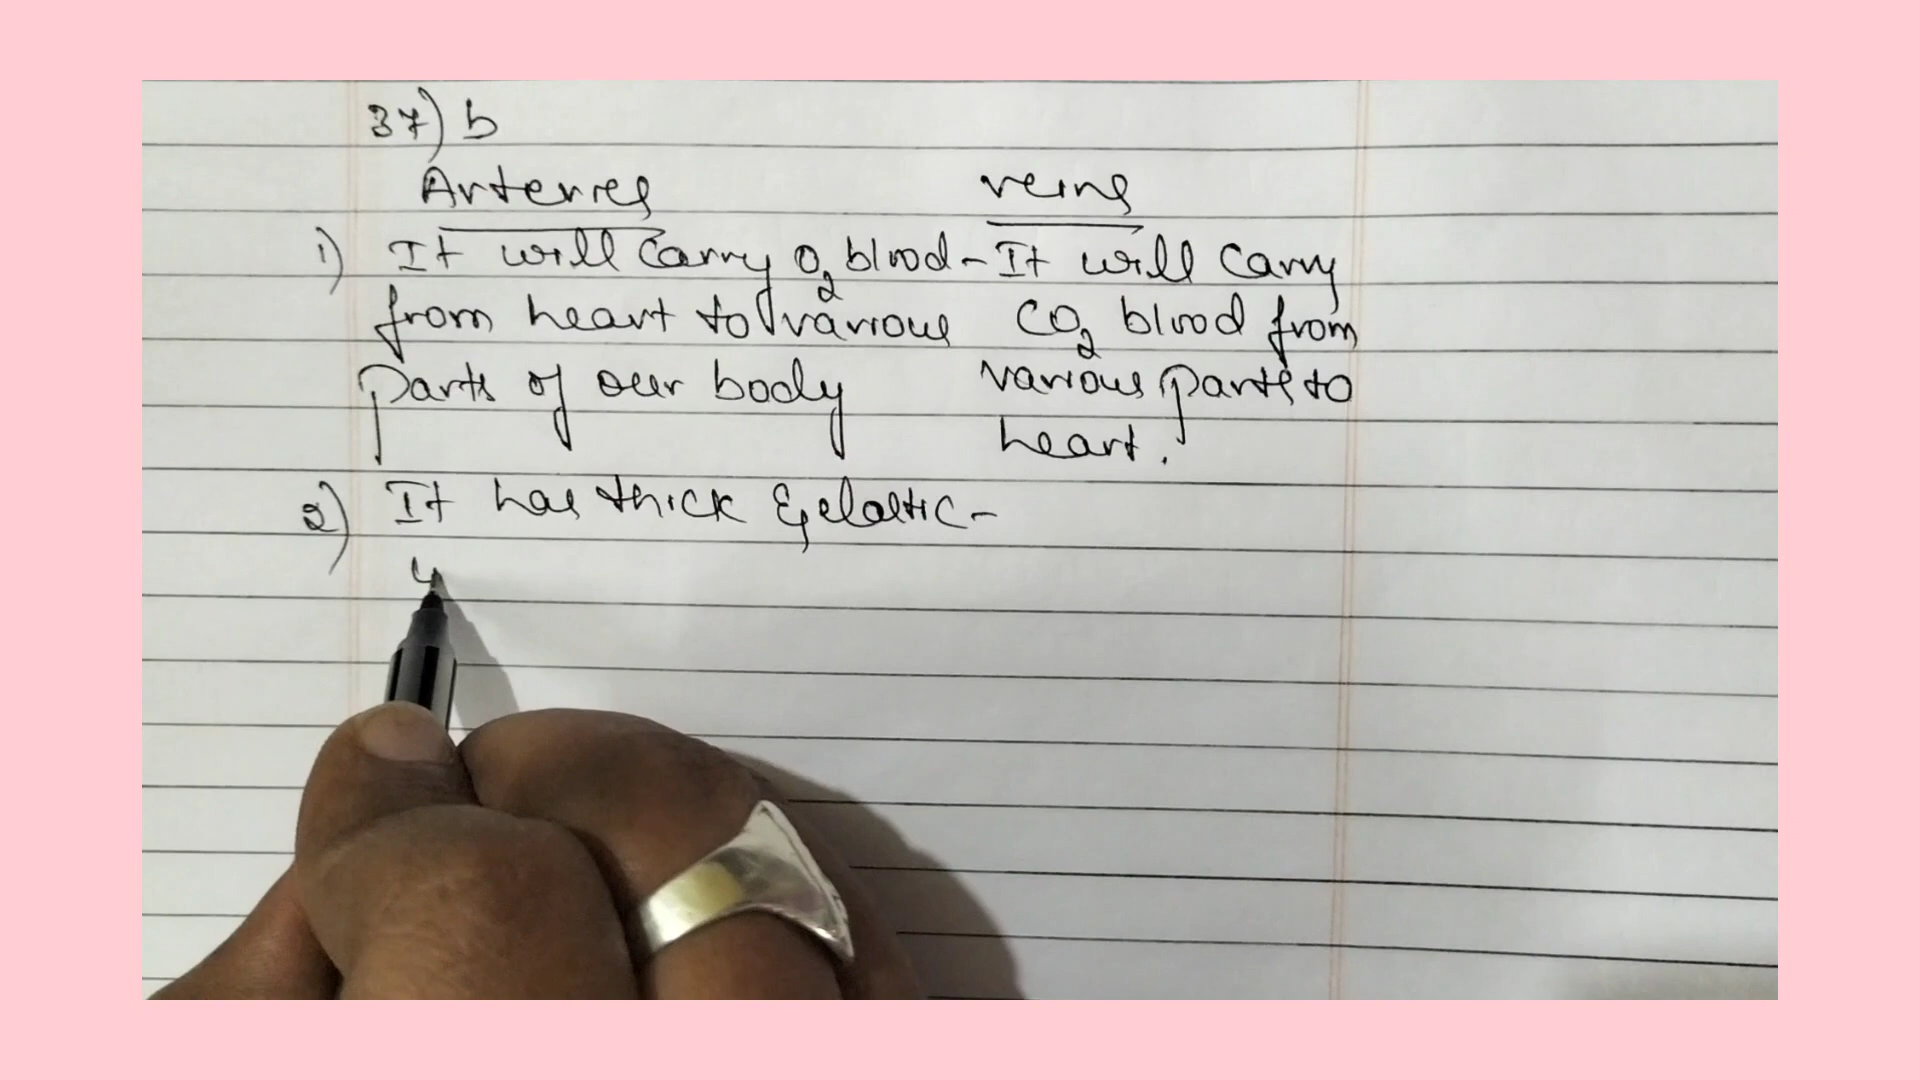 37) b
Arteries veins
1) It will carry O2 blood - It will carry
from heart to various CO2 blood from
parts of our body various parts to
heart.
2) It has thick & elastic -